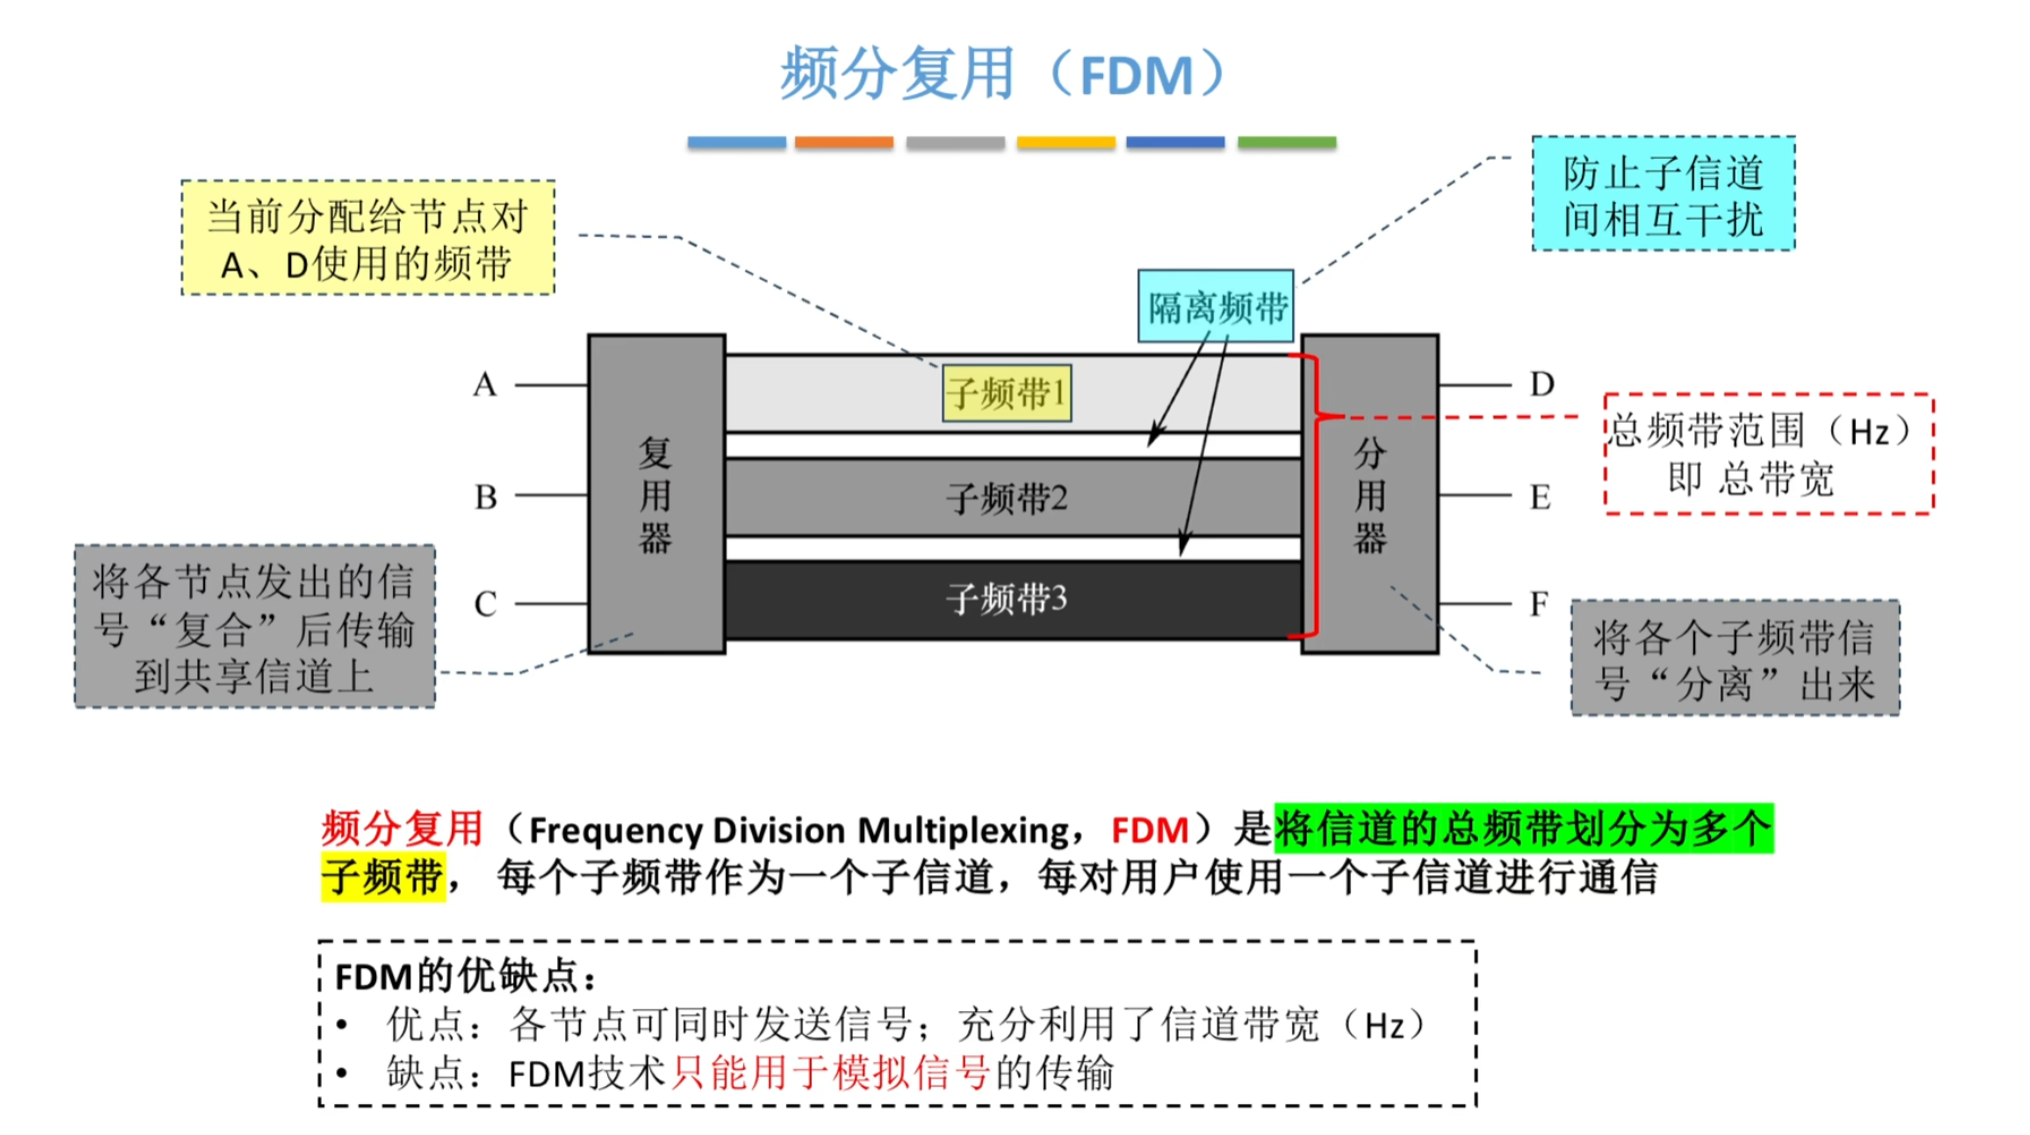 频分复用（FDM）
当前分配给节点对
A、D使用的频带
防止子信道
间相互干扰
隔离频带
A
B
C
复
用
器
子频带1
子频带2
子频带3
分
用
器
D
E
F
总频带范围（Hz）
即 总带宽
将各节点发出的信
号“复合”后传输
到共享信道上
将各个子频带信
号“分离”出来
频分复用（Frequency Division Multiplexing，FDM）是将信道的总频带划分为多个
子频带， 每个子频带作为一个子信道，每对用户使用一个子信道进行通信
FDM的优缺点：
• 优点：各节点可同时发送信号；充分利用了信道带宽（Hz）
• 缺点：FDM技术只能用于模拟信号的传输